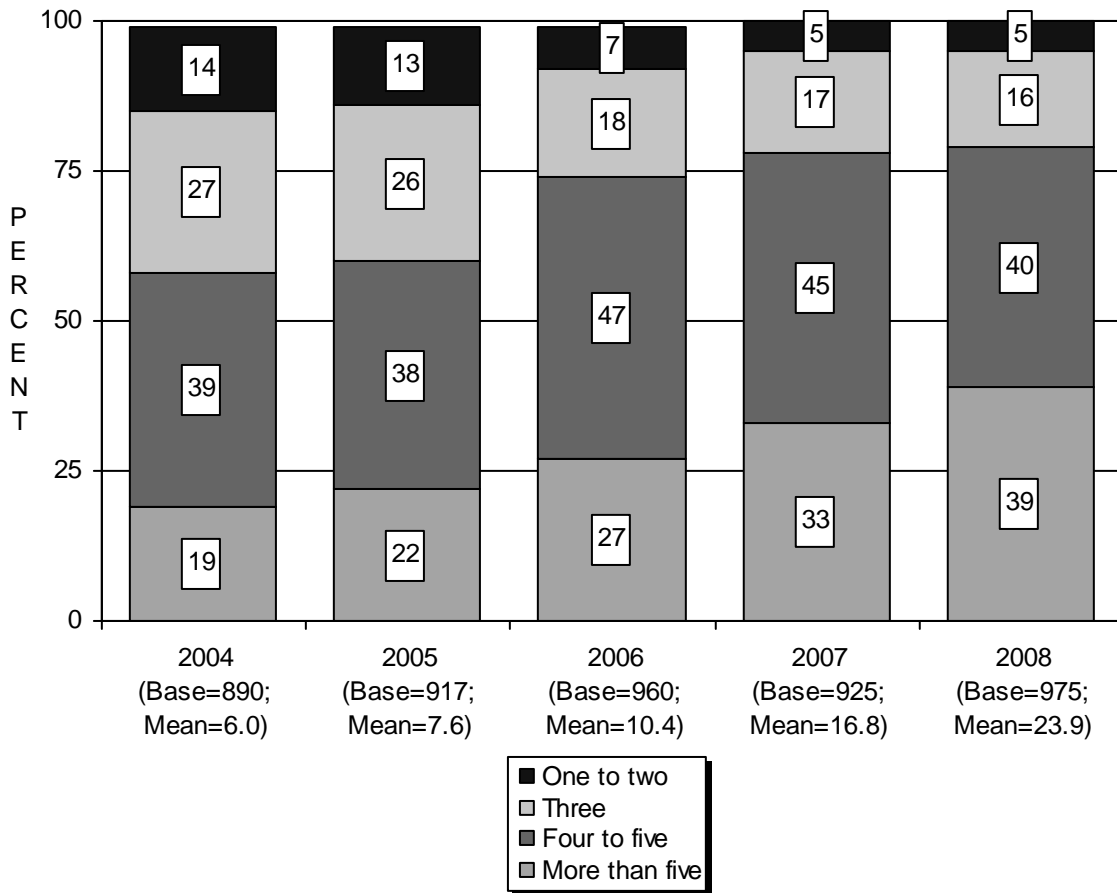 100
75
50
25
0
P
E
R
C
E
N
T
14
13
7
5
5
27
26
18
17
16
39
38
47
45
40
19
22
27
33
39
2004
(Base=890;
Mean=6.0)
2005
(Base=917;
Mean=7.6)
2006
(Base=960;
Mean=10.4)
2007
(Base=925;
Mean=16.8)
2008
(Base=975;
Mean=23.9)
One to two
Three
Four to five
More than five